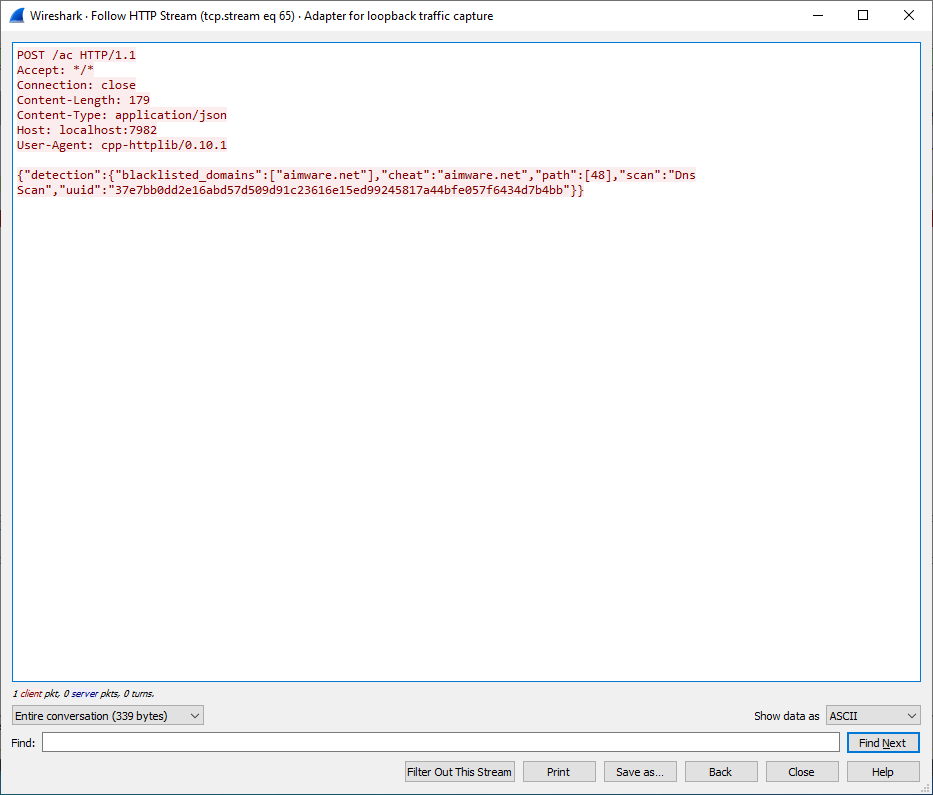 Wireshark · Follow HTTP Stream (tcp.stream eq 65) · Adapter for loopback traffic capture
POST /ac HTTP/1.1
Accept: */*
Connection: close
Content-Length: 179
Content-Type: application/json
Host: localhost:7982
User-Agent: cpp-httplib/0.10.1
{"detection":{"blacklisted_domains":["aimware.net"],"cheat":"aimware.net","path":[48],"scan":"Dns
Scan","uuid":"37e7bb0dd2e16abd57d509d91c23616e15ed99245817a44bfe057f6434d7b4bb"}}
1 client pkt, 0 server pkts, 0 turns.
Entire conversation (339 bytes) Show data as ASCII
Find: Find Next
Filter Out This Stream Print Save as... Back Close Help